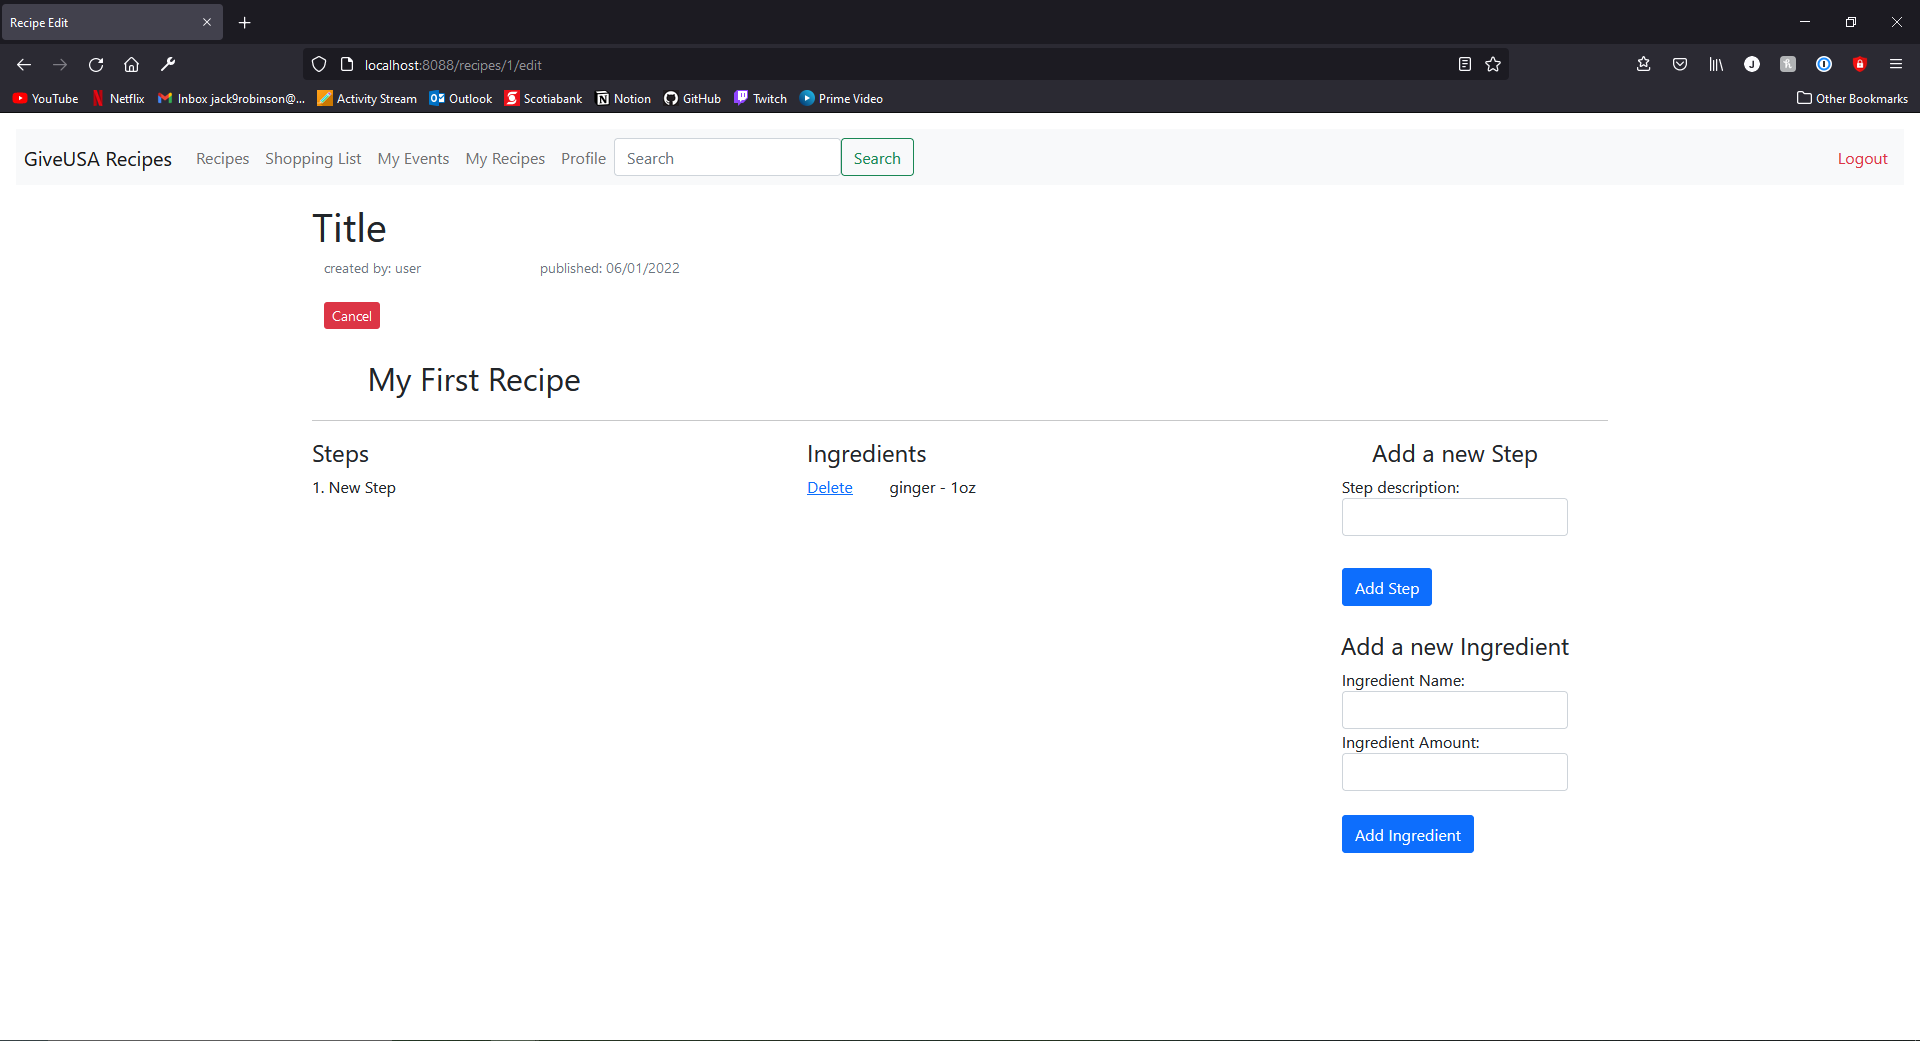 Recipe Edit
localhost:8088/recipes/1/edit
YouTube Netflix Inbox jack9robinson@... Activity Stream Outlook Scotiabank Notion GitHub Twitch Prime Video Other Bookmarks
GiveUSA Recipes Recipes Shopping List My Events My Recipes Profile Search Search Logout
Title
created by: user published: 06/01/2022
Cancel
My First Recipe
Steps
1. New Step
Ingredients
Delete ginger - 1oz
Add a new Step
Step description:
Add Step
Add a new Ingredient
Ingredient Name:
Ingredient Amount:
Add Ingredient